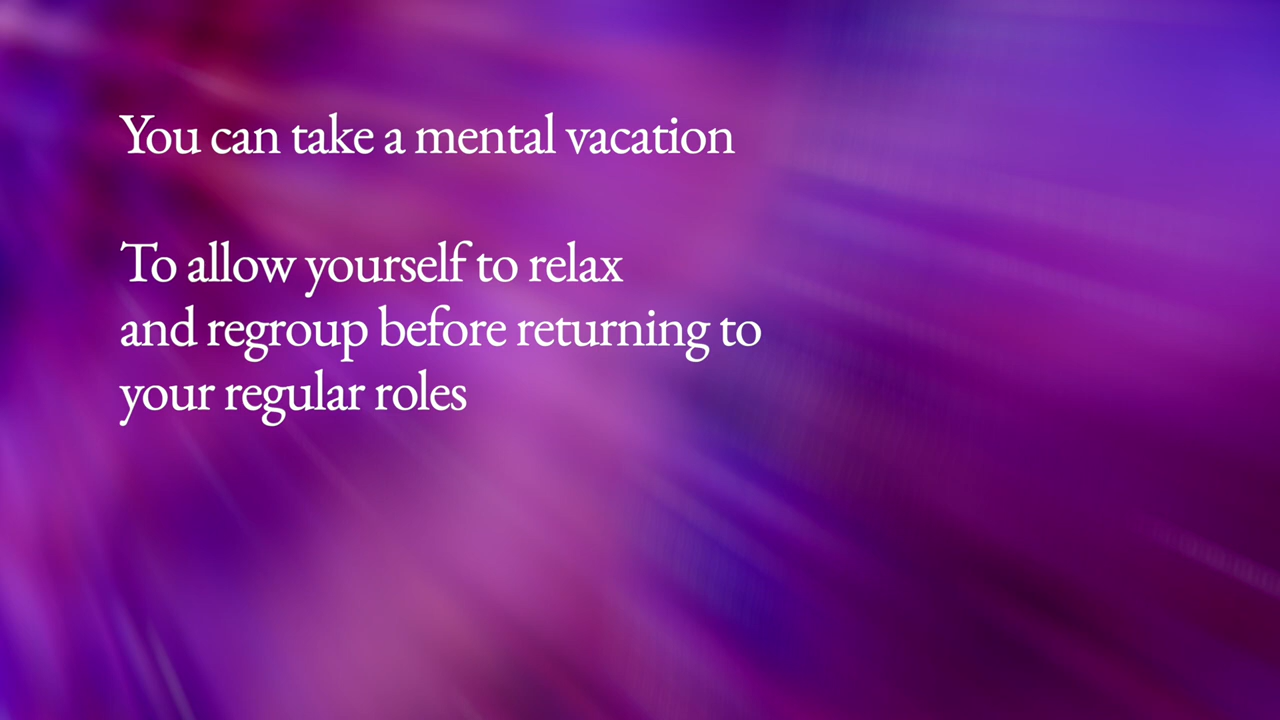 You can take a mental vacation
To allow yourself to relax
and regroup before returning to
your regular roles